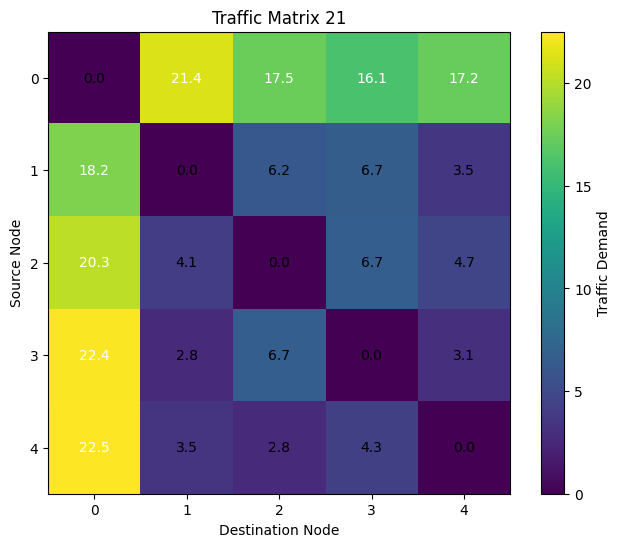 Traffic Matrix 21
Source Node
0 0.0 21.4 17.5 16.1 17.2
1 18.2 0.0 6.2 6.7 3.5
2 20.3 4.1 0.0 6.7 4.7
3 22.4 2.8 6.7 0.0 3.1
4 22.5 3.5 2.8 4.3 0.0
0 1 2 3 4
Destination Node
20
15
10
5
0
Traffic Demand